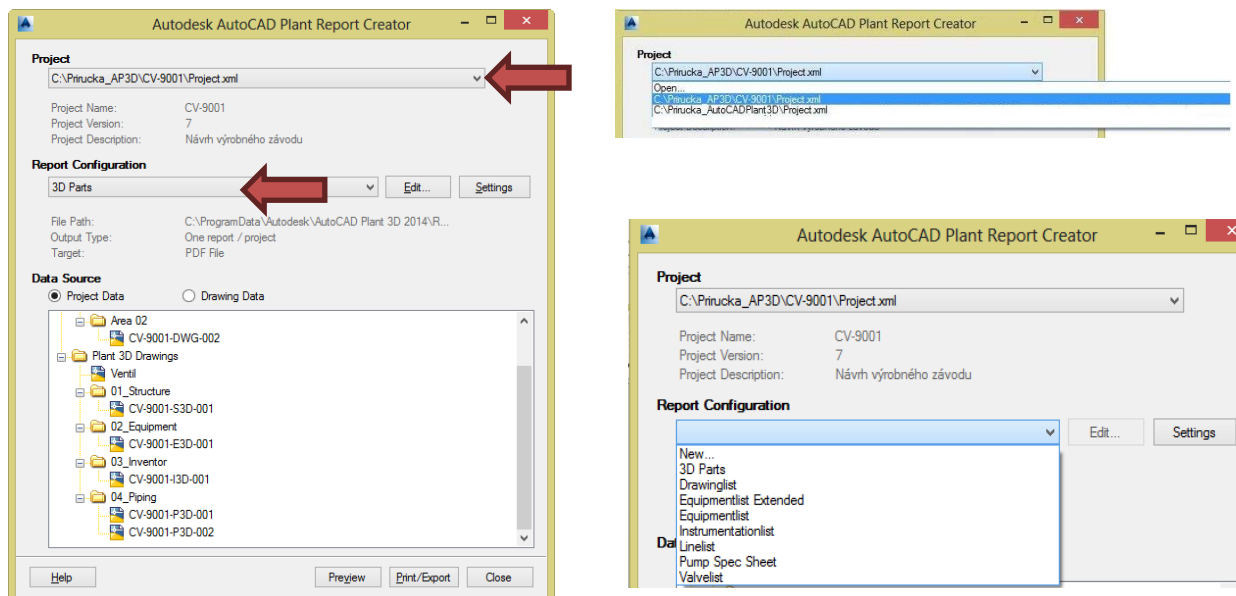 Autodesk AutoCAD Plant Report Creator
Project
C:\Prirucka_AP3D\CV-9001\Project.xml
Project Name: CV-9001
Project Version: 7
Project Description: Návrh výrobného závodu
Report Configuration
3D Parts Edit... Settings
File Path: C:\ProgramData\Autodesk\AutoCAD Plant 3D 2014\R...
Output Type: One report / project
Target: PDF File
Data Source
Project Data Drawing Data
Area 02
CV-9001-DWG-002
Plant 3D Drawings
Ventil
01_Structure
CV-9001-S3D-001
02_Equipment
CV-9001-E3D-001
03_Inventor
CV-9001-I3D-001
04_Piping
CV-9001-P3D-001
CV-9001-P3D-002
Help Preview Print/Export Close
Autodesk AutoCAD Plant Report Creator
Project
C:\Prirucka_AP3D\CV-9001\Project.xml
Open...
C:\Prirucka_AP3D\CV-9001\Project.xml
C:\Prirucka_AutoCADPlant3D\Project.xml
Autodesk AutoCAD Plant Report Creator
Project
C:\Prirucka_AP3D\CV-9001\Project.xml
Project Name: CV-9001
Project Version: 7
Project Description: Návrh výrobného závodu
Report Configuration
Edit... Settings
New...
3D Parts
Drawinglist
Equipmentlist Extended
Equipmentlist
Instrumentationlist
Linelist
Pump Spec Sheet
Valvelist